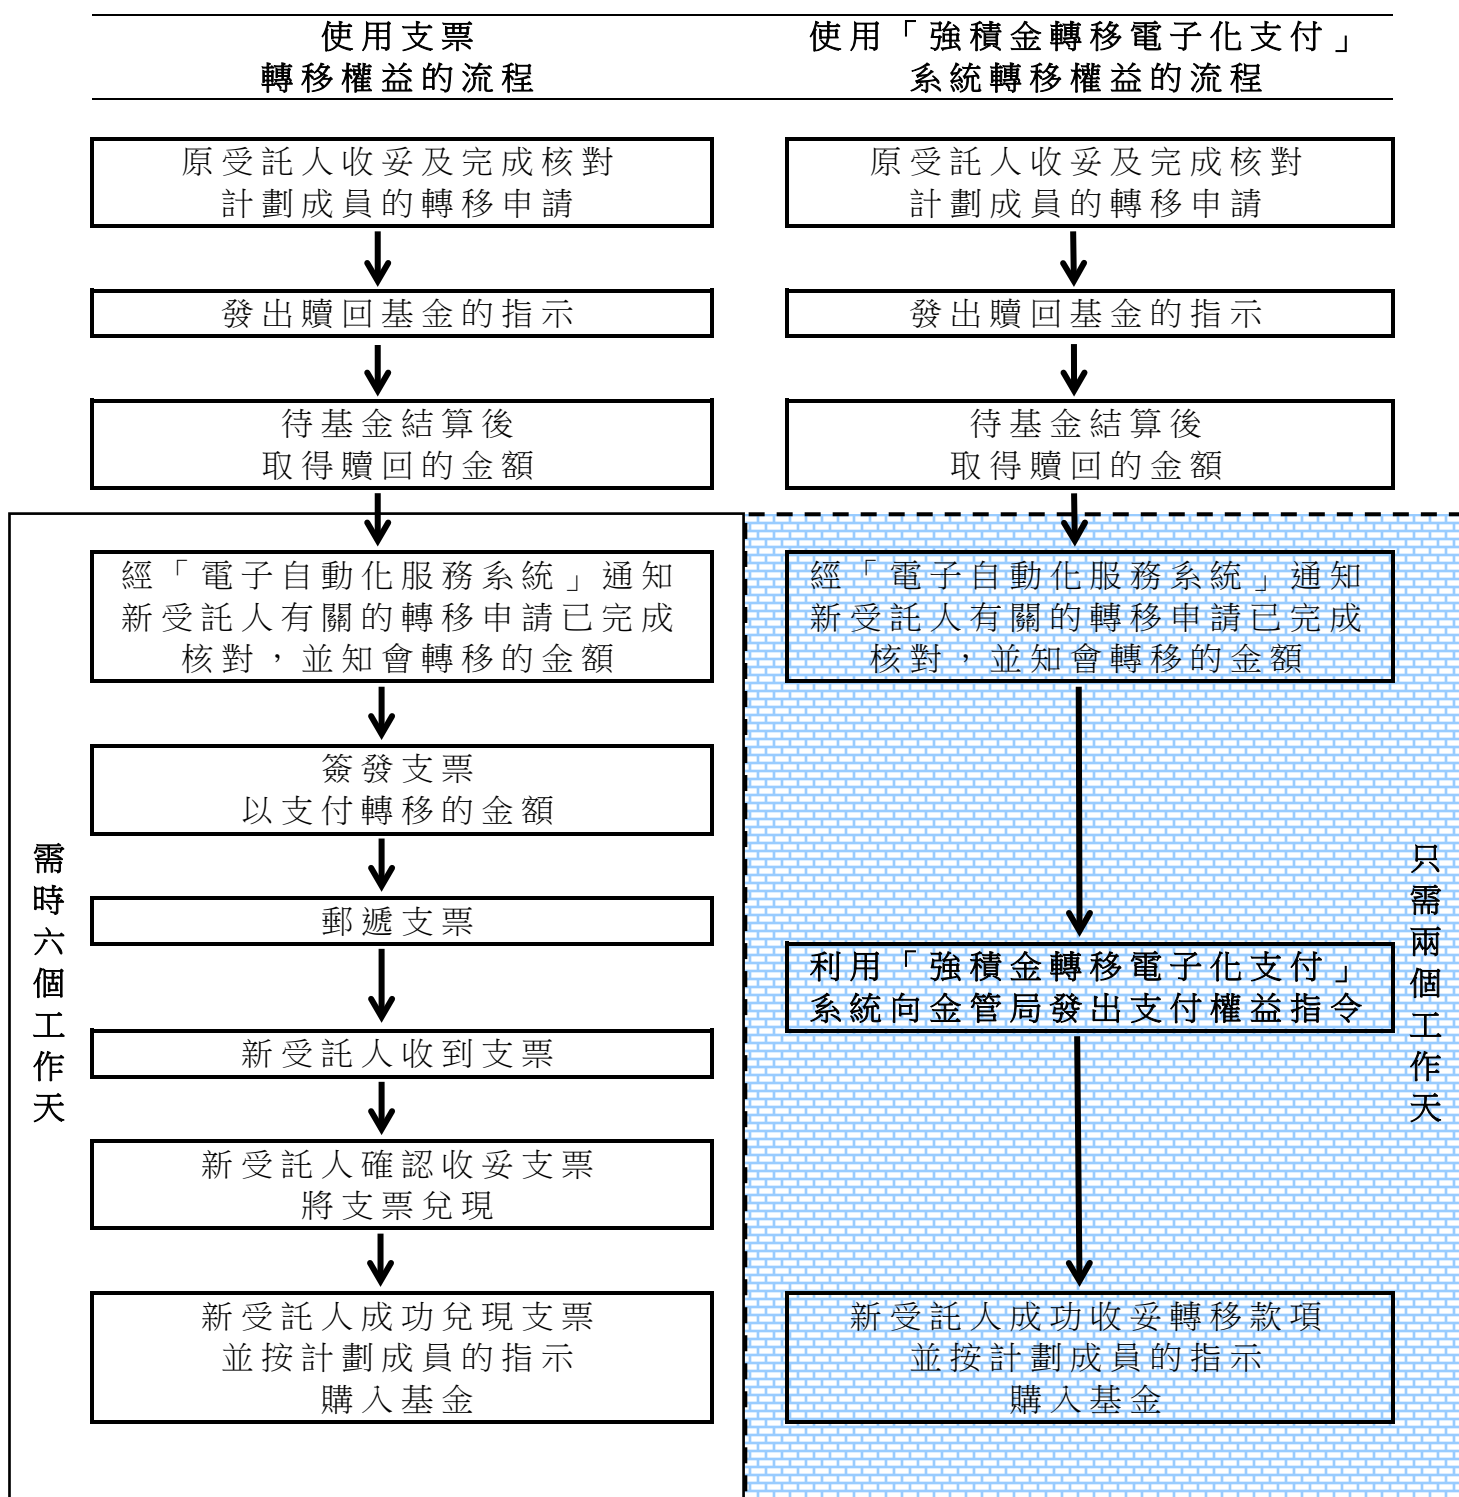 使用支票
轉移權益的流程
使用「強積金轉移電子化支付」
系統轉移權益的流程
原受託人收妥及完成核對
計劃成員的轉移申請
發出贖回基金的指示
待基金結算後
取得贖回的金額
經「電子自動化服務系統」通知
新受託人有關的轉移申請已完成
核對，並知會轉移的金額
簽發支票
以支付轉移的金額
郵遞支票
新受託人收到支票
新受託人確認收妥支票
將支票兌現
新受託人成功兌現支票
並按計劃成員的指示
購入基金
需時六個工作天
原受託人收妥及完成核對
計劃成員的轉移申請
發出贖回基金的指示
待基金結算後
取得贖回的金額
經「電子自動化服務系統」通知
新受託人有關的轉移申請已完成
核對，並知會轉移的金額
利用「強積金轉移電子化支付」
系統向金管局發出支付權益指令
新受託人成功收妥轉移款項
並按計劃成員的指示
購入基金
只需兩個工作天